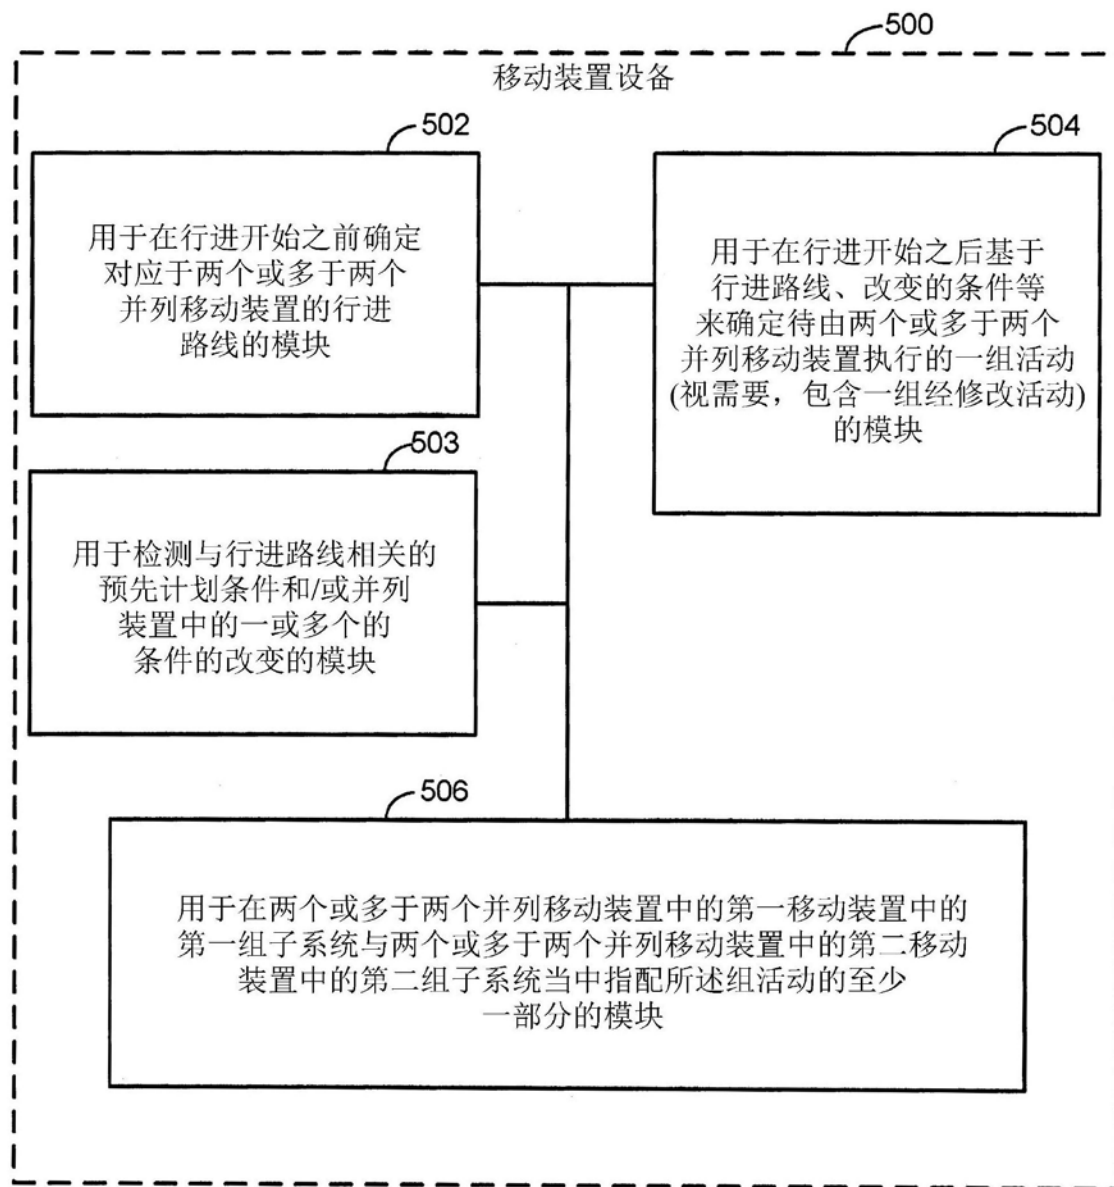 500
移动装置设备
502
用于在行进开始之前确定
对应于两个或多于两个
并列移动装置的行进
路线的模块
504
用于在行进开始之后基于
行进路线、改变的条件等
来确定待由两个或多于两个
并列移动装置执行的一组活动
(视需要，包含一组经修改活动)
的模块
503
用于检测与行进路线相关的
预先计划条件和/或并列
装置中的一或多个的
条件的改变的模块
506
用于在两个或多于两个并列移动装置中的第一移动装置中的
第一组子系统与两个或多于两个并列移动装置中的第二移动
装置中的第二组子系统当中指配所述组活动的至少
一部分的模块